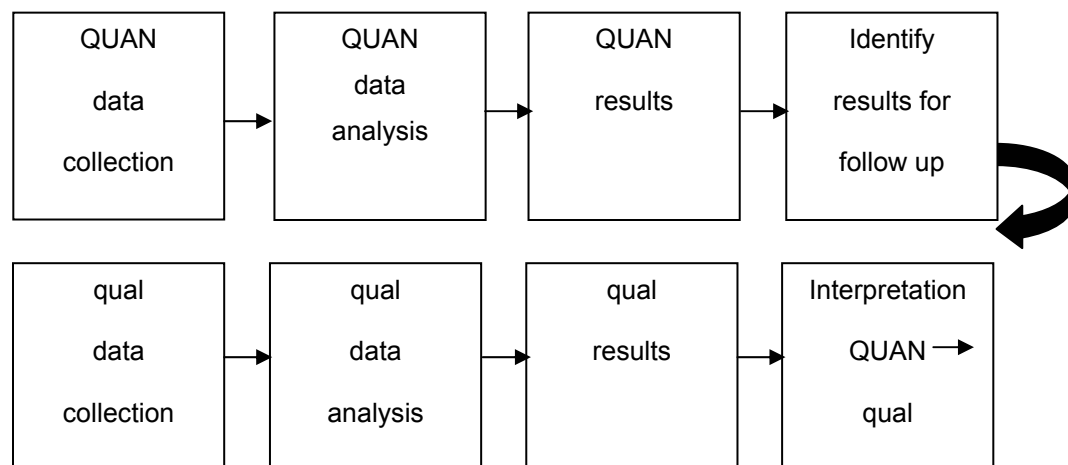 QUAN
data
collection
QUAN
data
analysis
QUAN
results
Identify
results for
follow up
qual
data
collection
qual
data
analysis
qual
results
Interpretation
QUAN →
qual